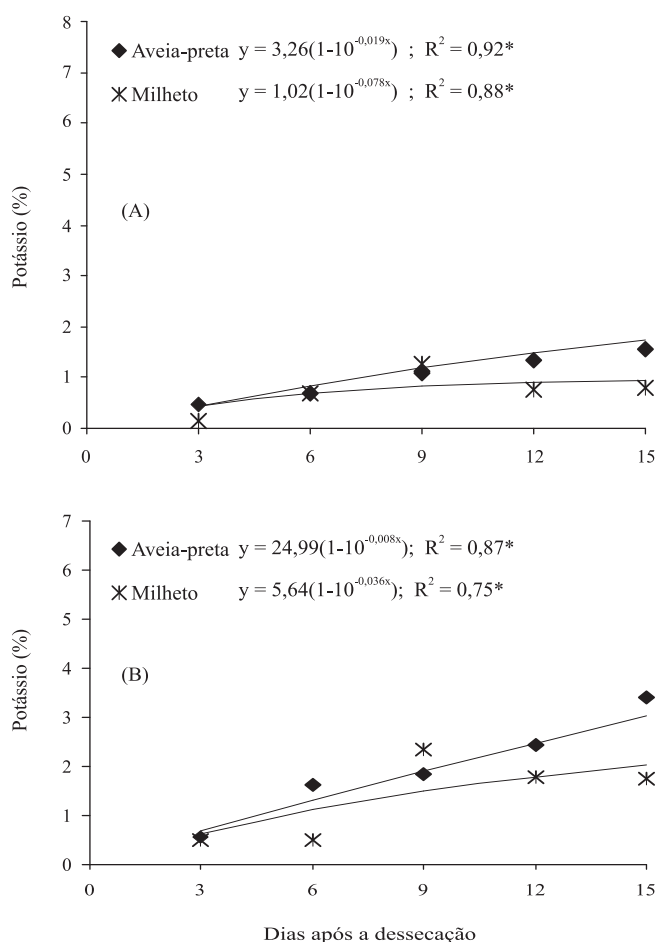 8
Aveia-preta y = 3,26(1-10^-0,019x) ; R² = 0,92*
7
Milheto y = 1,02(1-10^-0,078x) ; R² = 0,88*
6
5
(A)
4
3
2
1
0
Potássio (%)
0 3 6 9 12 15
7
Aveia-preta y = 24,99(1-10^-0,008x); R² = 0,87*
6
Milheto y = 5,64(1-10^-0,036x); R² = 0,75*
5
4
(B)
3
2
1
0
Potássio (%)
0 3 6 9 12 15
Dias após a dessecação